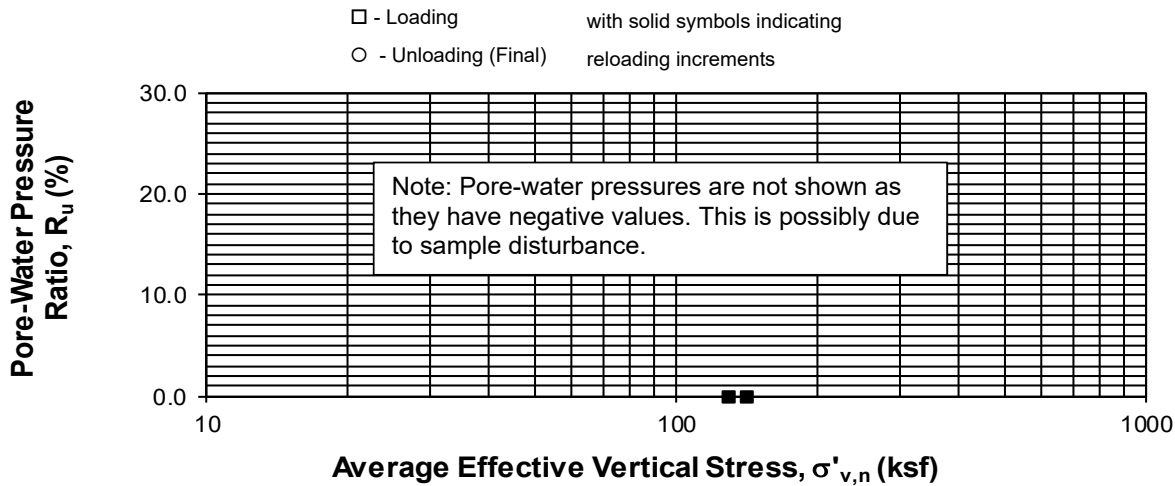 □ - Loading with solid symbols indicating
○ - Unloading (Final) reloading increments
Pore-Water Pressure
Ratio, Ru (%)
30.0
20.0
10.0
0.0
Note: Pore-water pressures are not shown as
they have negative values. This is possibly due
to sample disturbance.
10 100 1000
Average Effective Vertical Stress, σ'v,n (ksf)